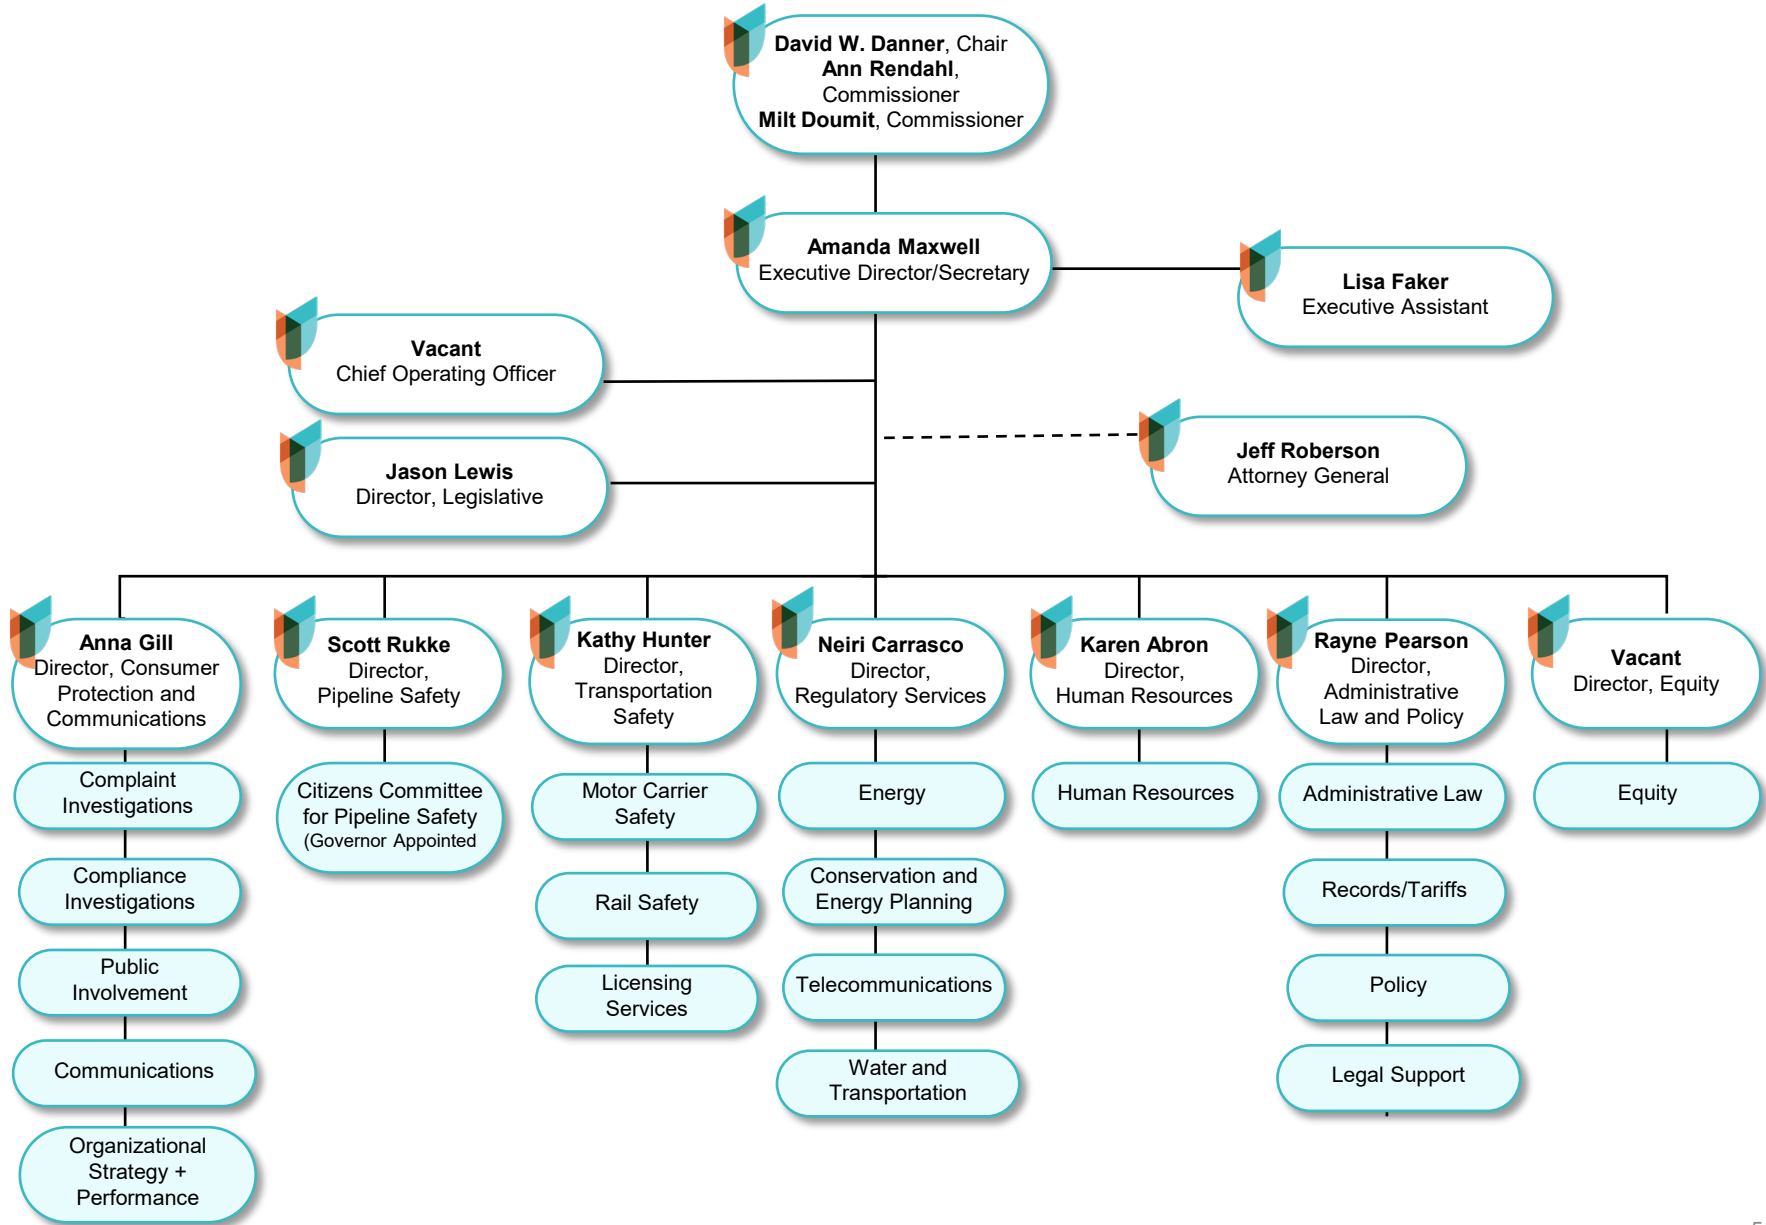 David W. Danner, Chair
Ann Rendahl,
Commissioner
Milt Doumit, Commissioner
Amanda Maxwell
Executive Director/Secretary
Lisa Faker
Executive Assistant
Vacant
Chief Operating Officer
Jason Lewis
Director, Legislative
Jeff Roberson
Attorney General
Anna Gill
Director, Consumer
Protection and
Communications
Scott Rukke
Director,
Pipeline Safety
Kathy Hunter
Director,
Transportation
Safety
Neiri Carrasco
Director,
Regulatory Services
Karen Abron
Director,
Human Resources
Rayne Pearson
Director,
Administrative
Law and Policy
Vacant
Director, Equity
Complaint
Investigations
Compliance
Investigations
Public
Involvement
Communications
Organizational
Strategy +
Performance
Citizens Committee
for Pipeline Safety
(Governor Appointed
Motor Carrier
Safety
Rail Safety
Licensing
Services
Energy
Conservation and
Energy Planning
Telecommunications
Water and
Transportation
Human Resources
Administrative Law
Records/Tariffs
Policy
Legal Support
Equity